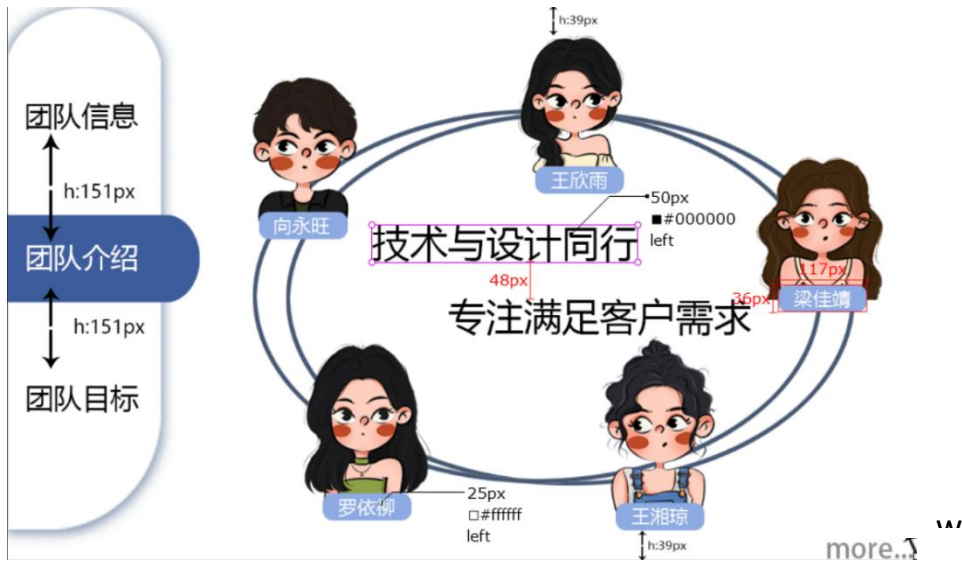 h:39px
团队信息
h:151px
王欣雨
50px
■#000000
left
向永旺
团队介绍
技术与设计同行
117px
48px
36px
梁佳靖
专注满足客户需求
h:151px
团队目标
25px
□#ffffff
left
罗依柳
王湘琼
h:39px
more...
w